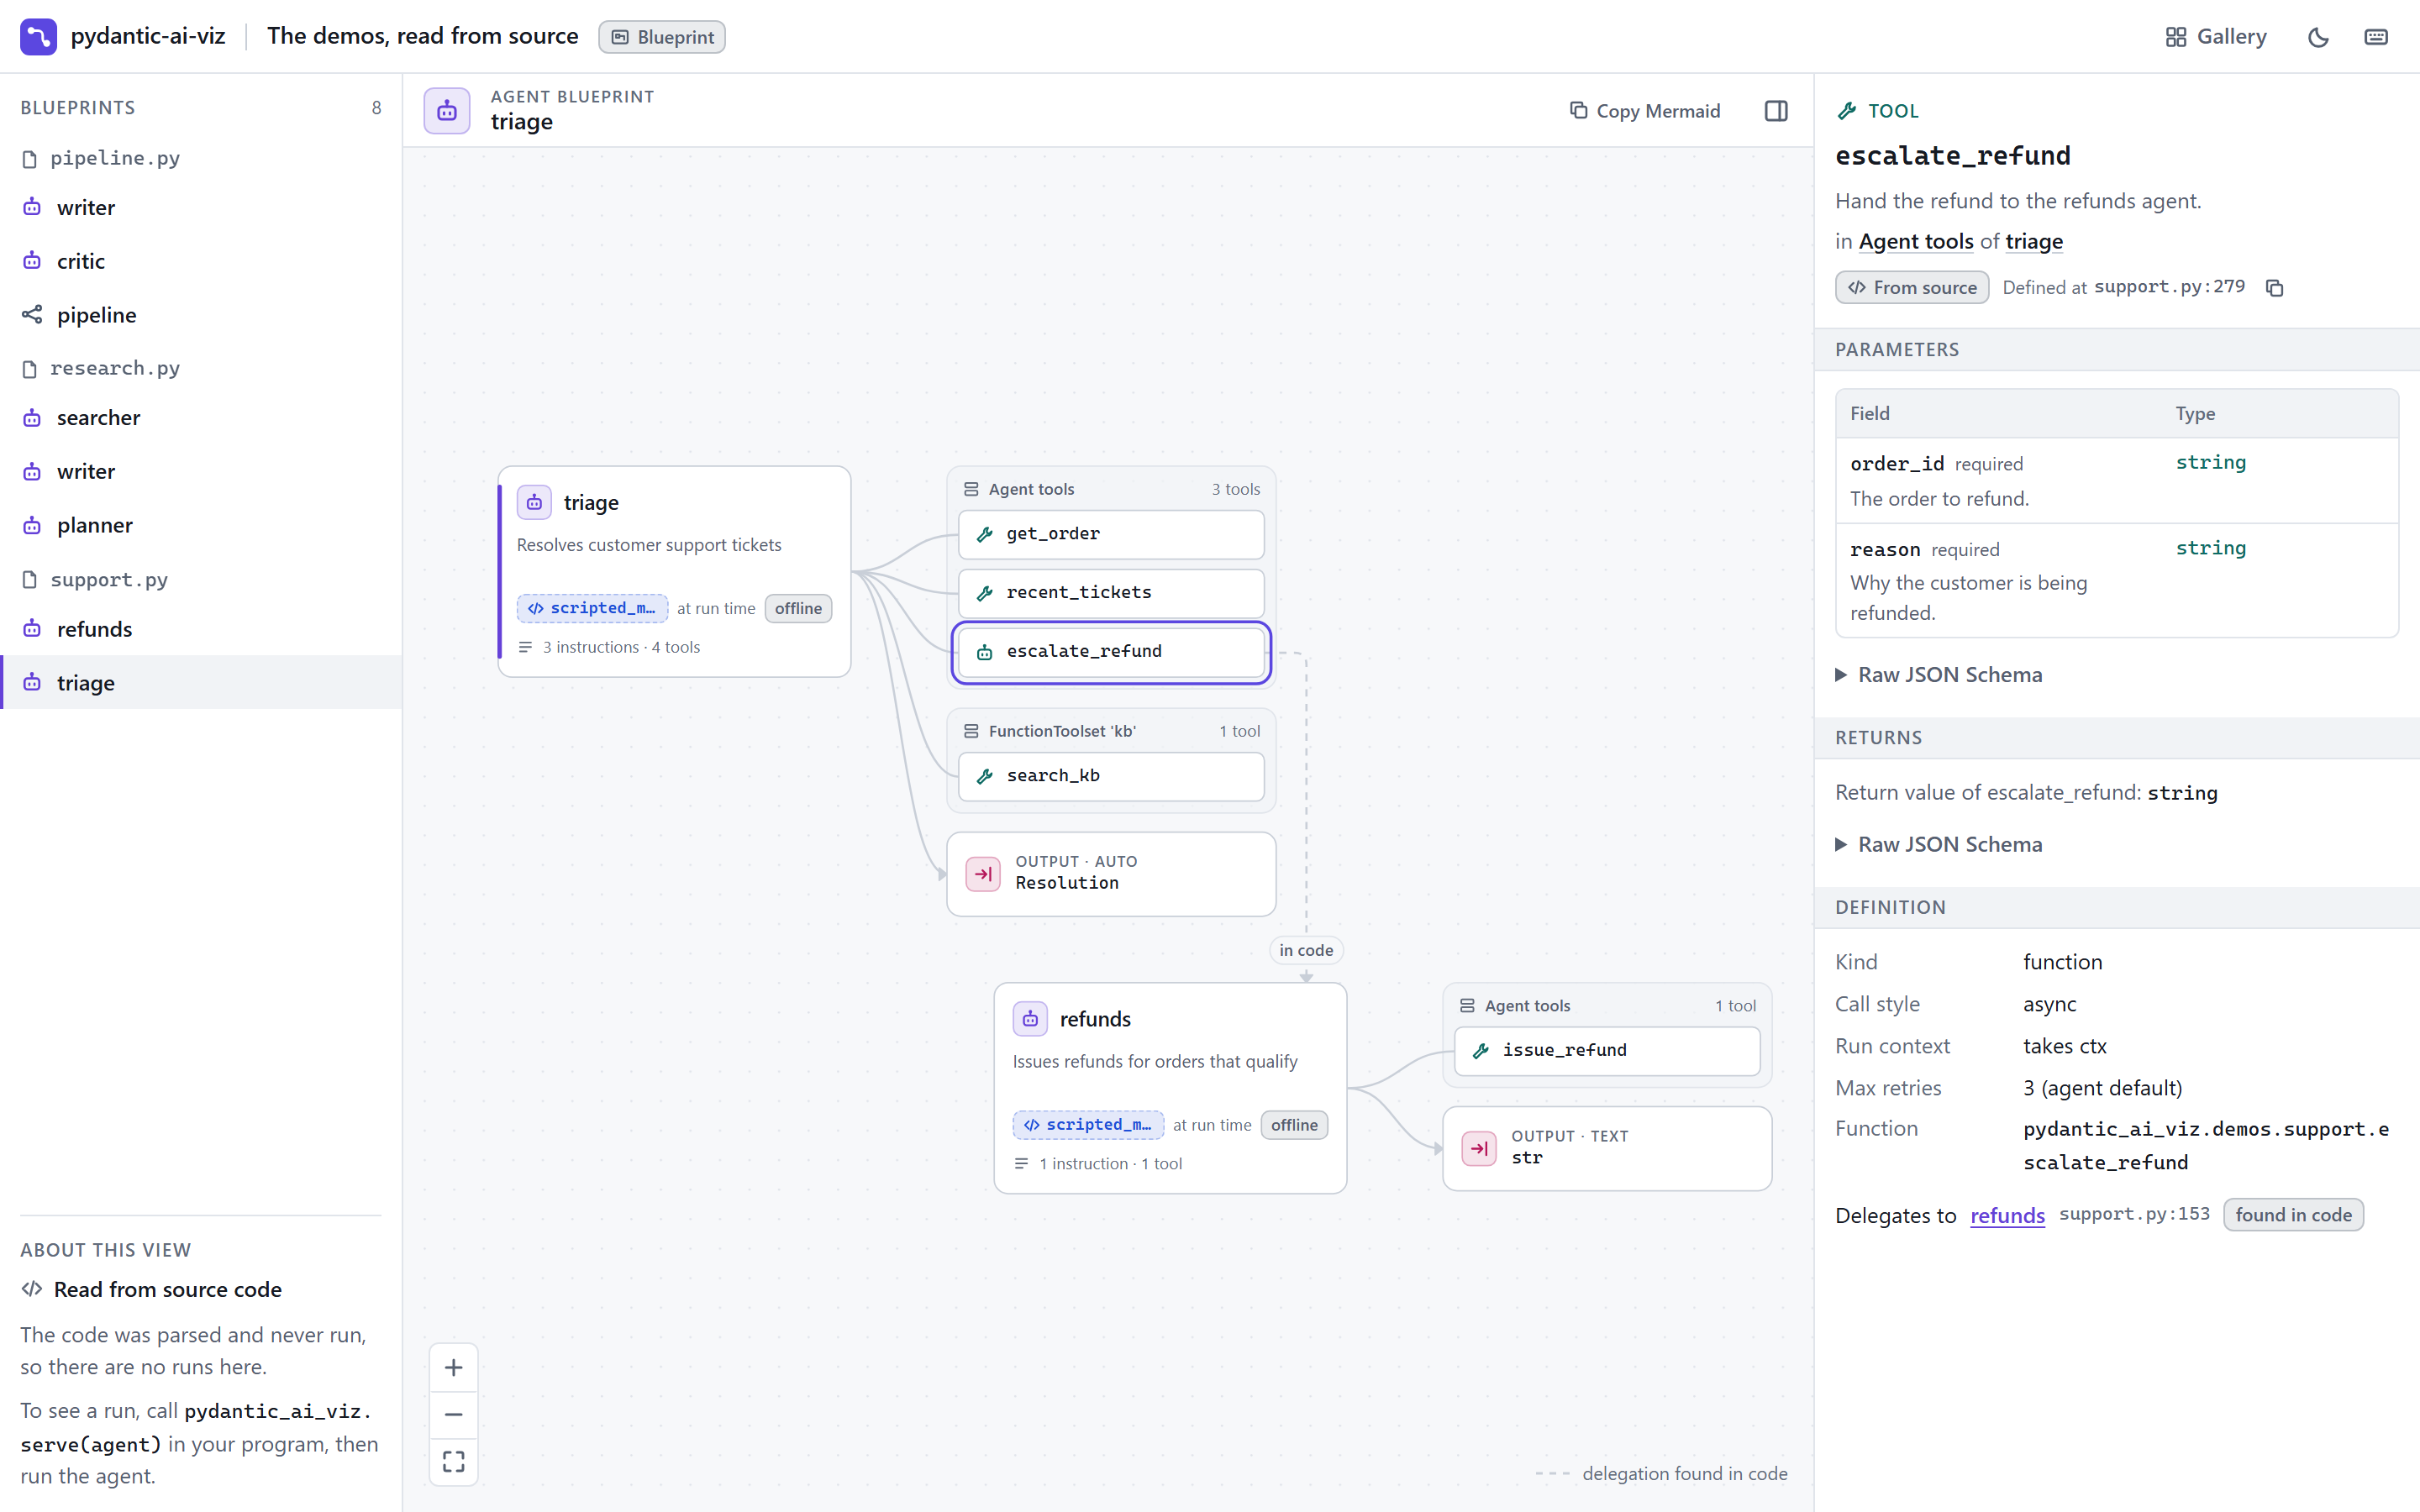 pydantic-ai-viz
The demos, read from source
Blueprint
Gallery
BLUEPRINTS 8
pipeline.py
writer
critic
pipeline
research.py
searcher
writer
planner
support.py
refunds
triage
ABOUT THIS VIEW
Read from source code
The code was parsed and never run,
so there are no runs here.
To see a run, call pydantic_ai_viz.
serve(agent) in your program, then
run the agent.
AGENT BLUEPRINT
triage
Copy Mermaid
triage
Resolves customer support tickets
scripted_m… at run time offline
3 instructions · 4 tools
Agent tools 3 tools
get_order
recent_tickets
escalate_refund
FunctionToolset 'kb' 1 tool
search_kb
OUTPUT · AUTO
Resolution
in code
refunds
Issues refunds for orders that qualify
scripted_m… at run time offline
1 instruction · 1 tool
Agent tools 1 tool
issue_refund
OUTPUT · TEXT
str
delegation found in code
TOOL
escalate_refund
Hand the refund to the refunds agent.
in Agent tools of triage
From source Defined at support.py:279
PARAMETERS
Field Type
order_id required string
The order to refund.
reason required string
Why the customer is being
refunded.
Raw JSON Schema
RETURNS
Return value of escalate_refund: string
Raw JSON Schema
DEFINITION
Kind function
Call style async
Run context takes ctx
Max retries 3 (agent default)
Function pydantic_ai_viz.demos.support.e
scalate_refund
Delegates to refunds support.py:153 found in code